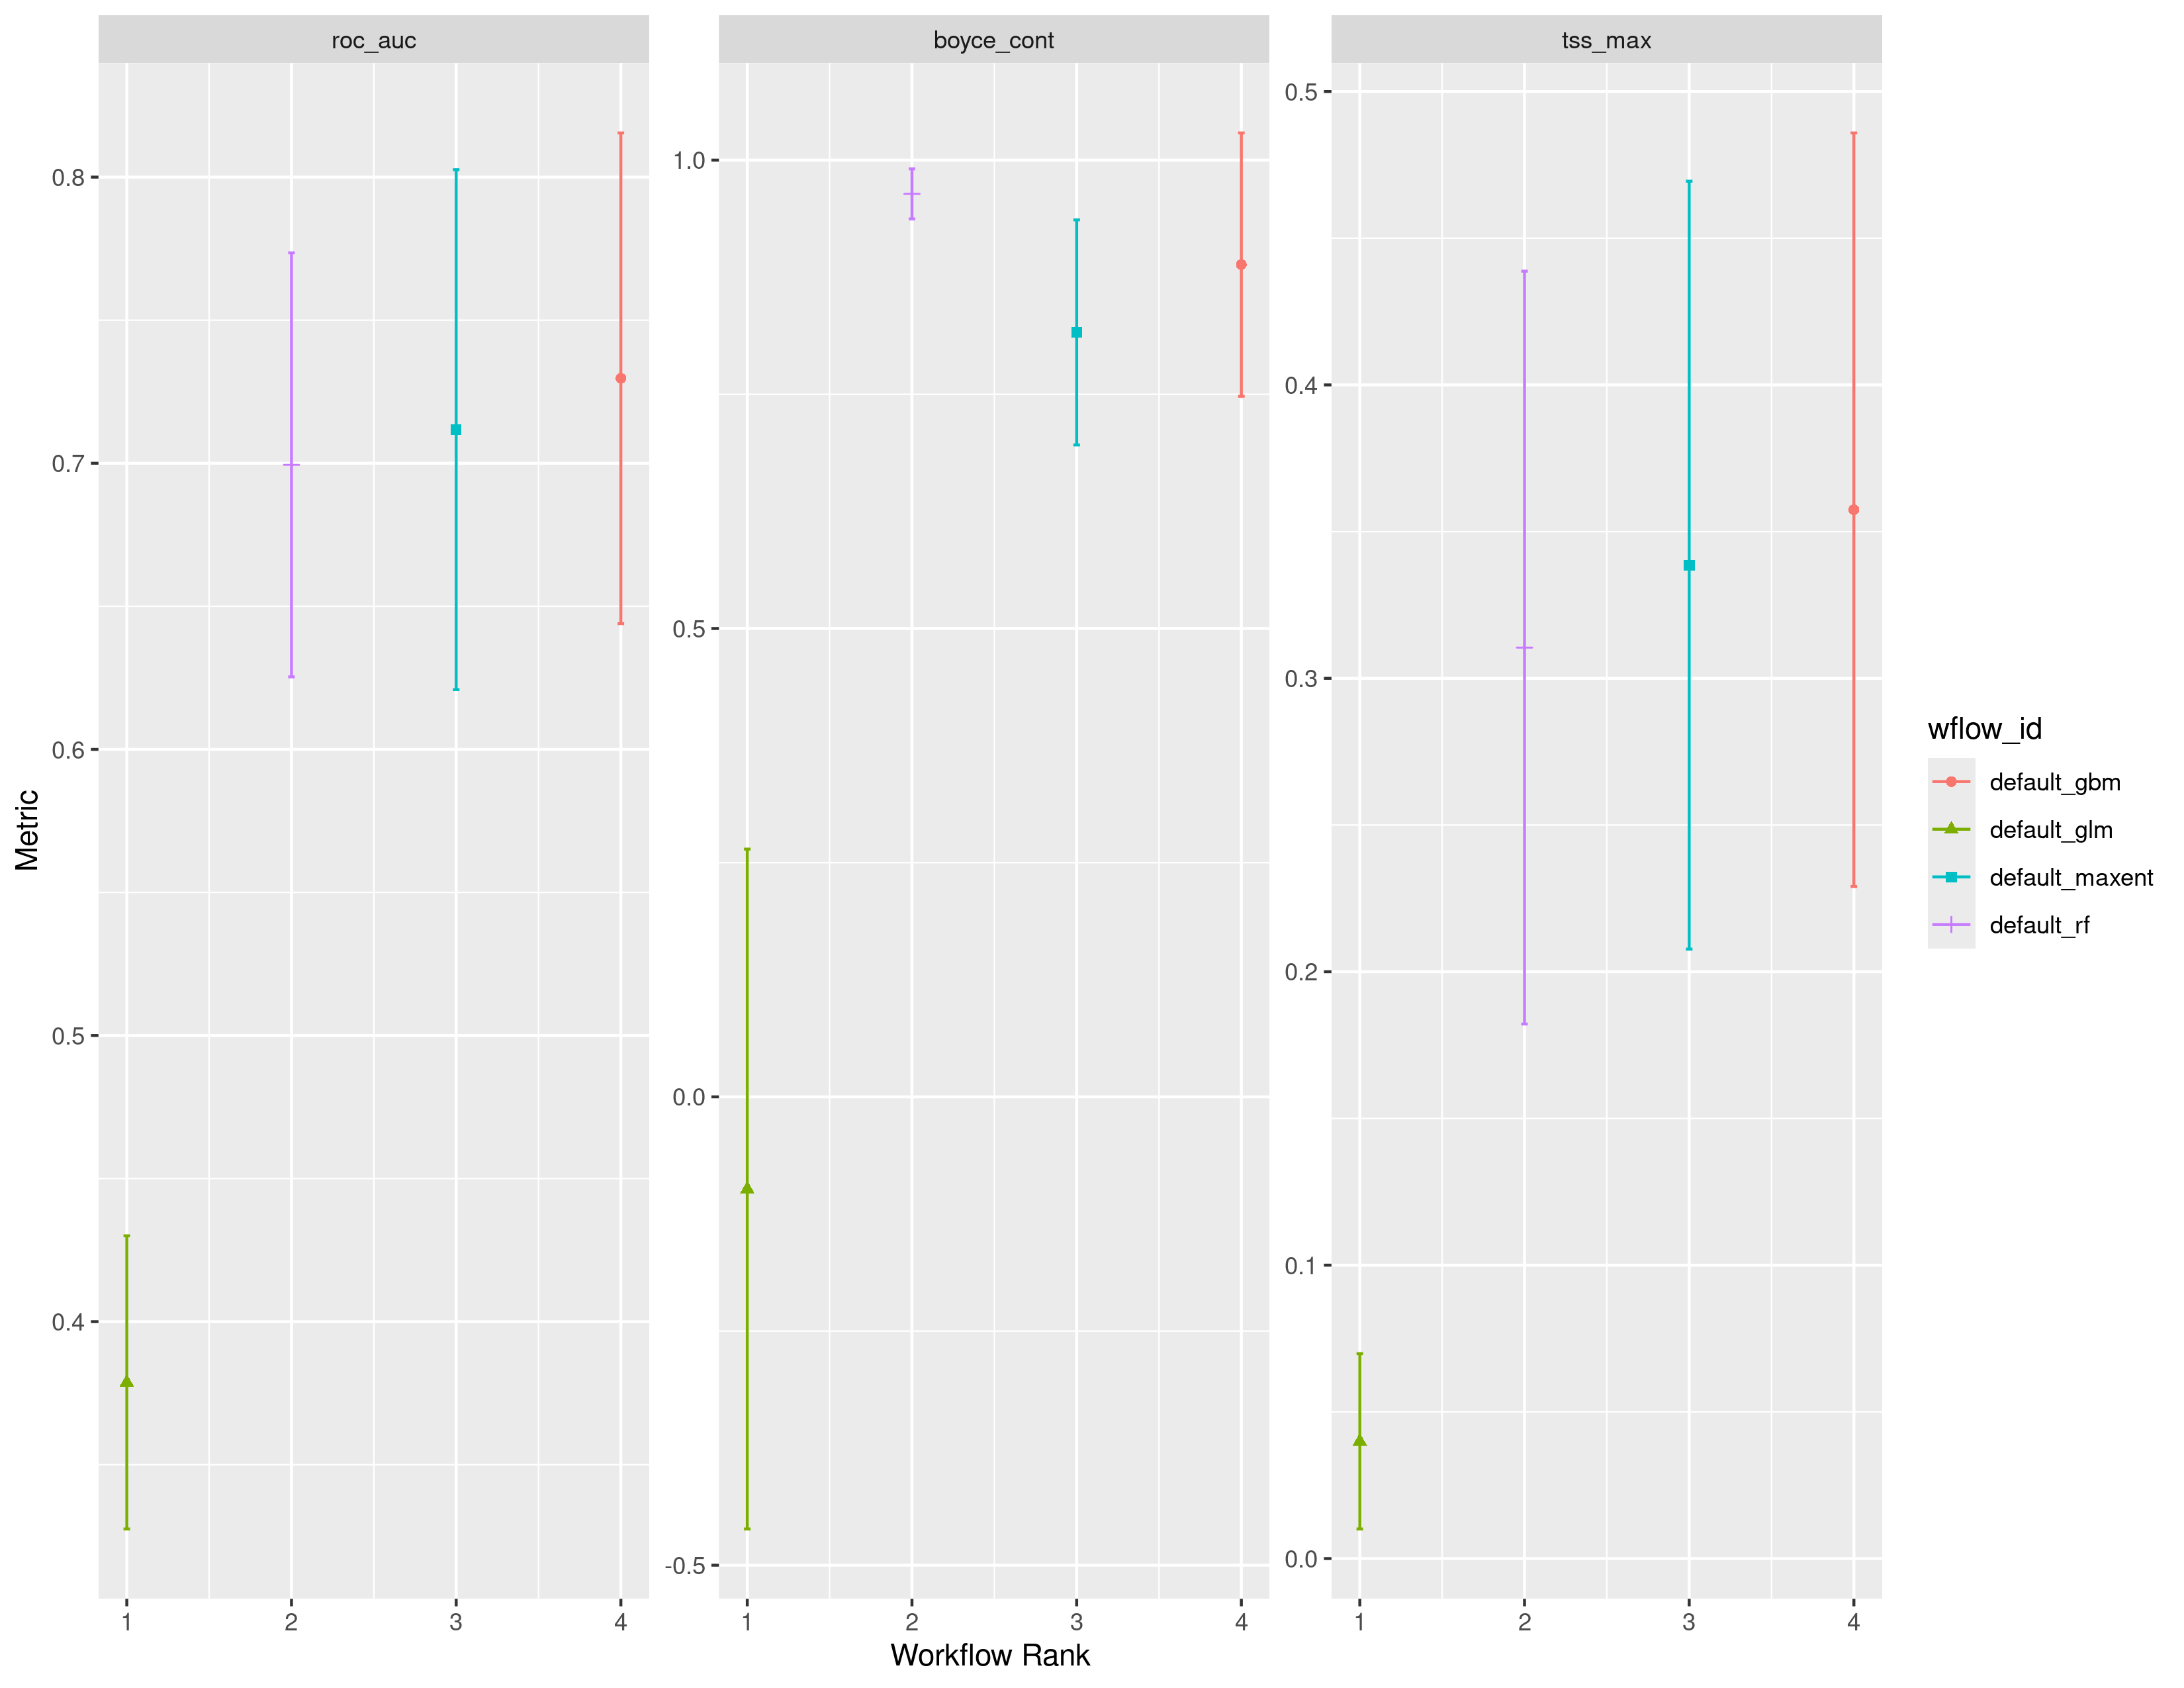 roc_auc
boyce_cont
tss_max
Metric
0.8
0.7
0.6
0.5
0.4
1.0
0.5
0.0
-0.5
0.5
0.4
0.3
0.2
0.1
0.0
1 2 3 4
1 2 3 4
1 2 3 4
Workflow Rank
wflow_id
default_gbm
default_glm
default_maxent
default_rf